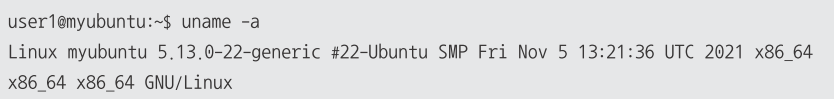 user1@myubuntu:~$ uname -a
Linux myubuntu 5.13.0-22-generic #22-Ubuntu SMP Fri Nov 5 13:21:36 UTC 2021 x86_64
x86_64 x86_64 GNU/Linux